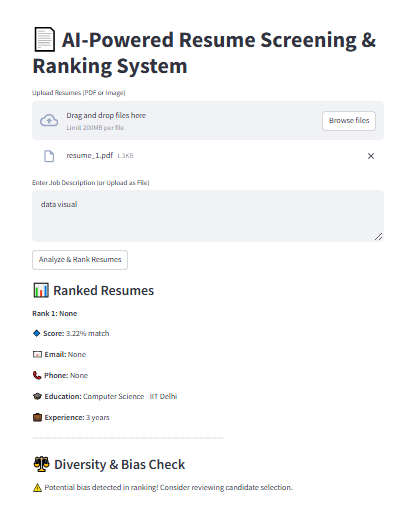 AI-Powered Resume Screening &
Ranking System
Upload Resumes (PDF or Image)
Drag and drop files here
Limit 200MB per file
Browse files
resume_1.pdf 1.3KB
Enter Job Description (or Upload as File)
data visual
Analyze & Rank Resumes
Ranked Resumes
Rank 1: None
Score: 3.22% match
Email: None
Phone: None
Education: Computer Science - IIT Delhi
Experience: 3 years
Diversity & Bias Check
Potential bias detected in ranking! Consider reviewing candidate selection.